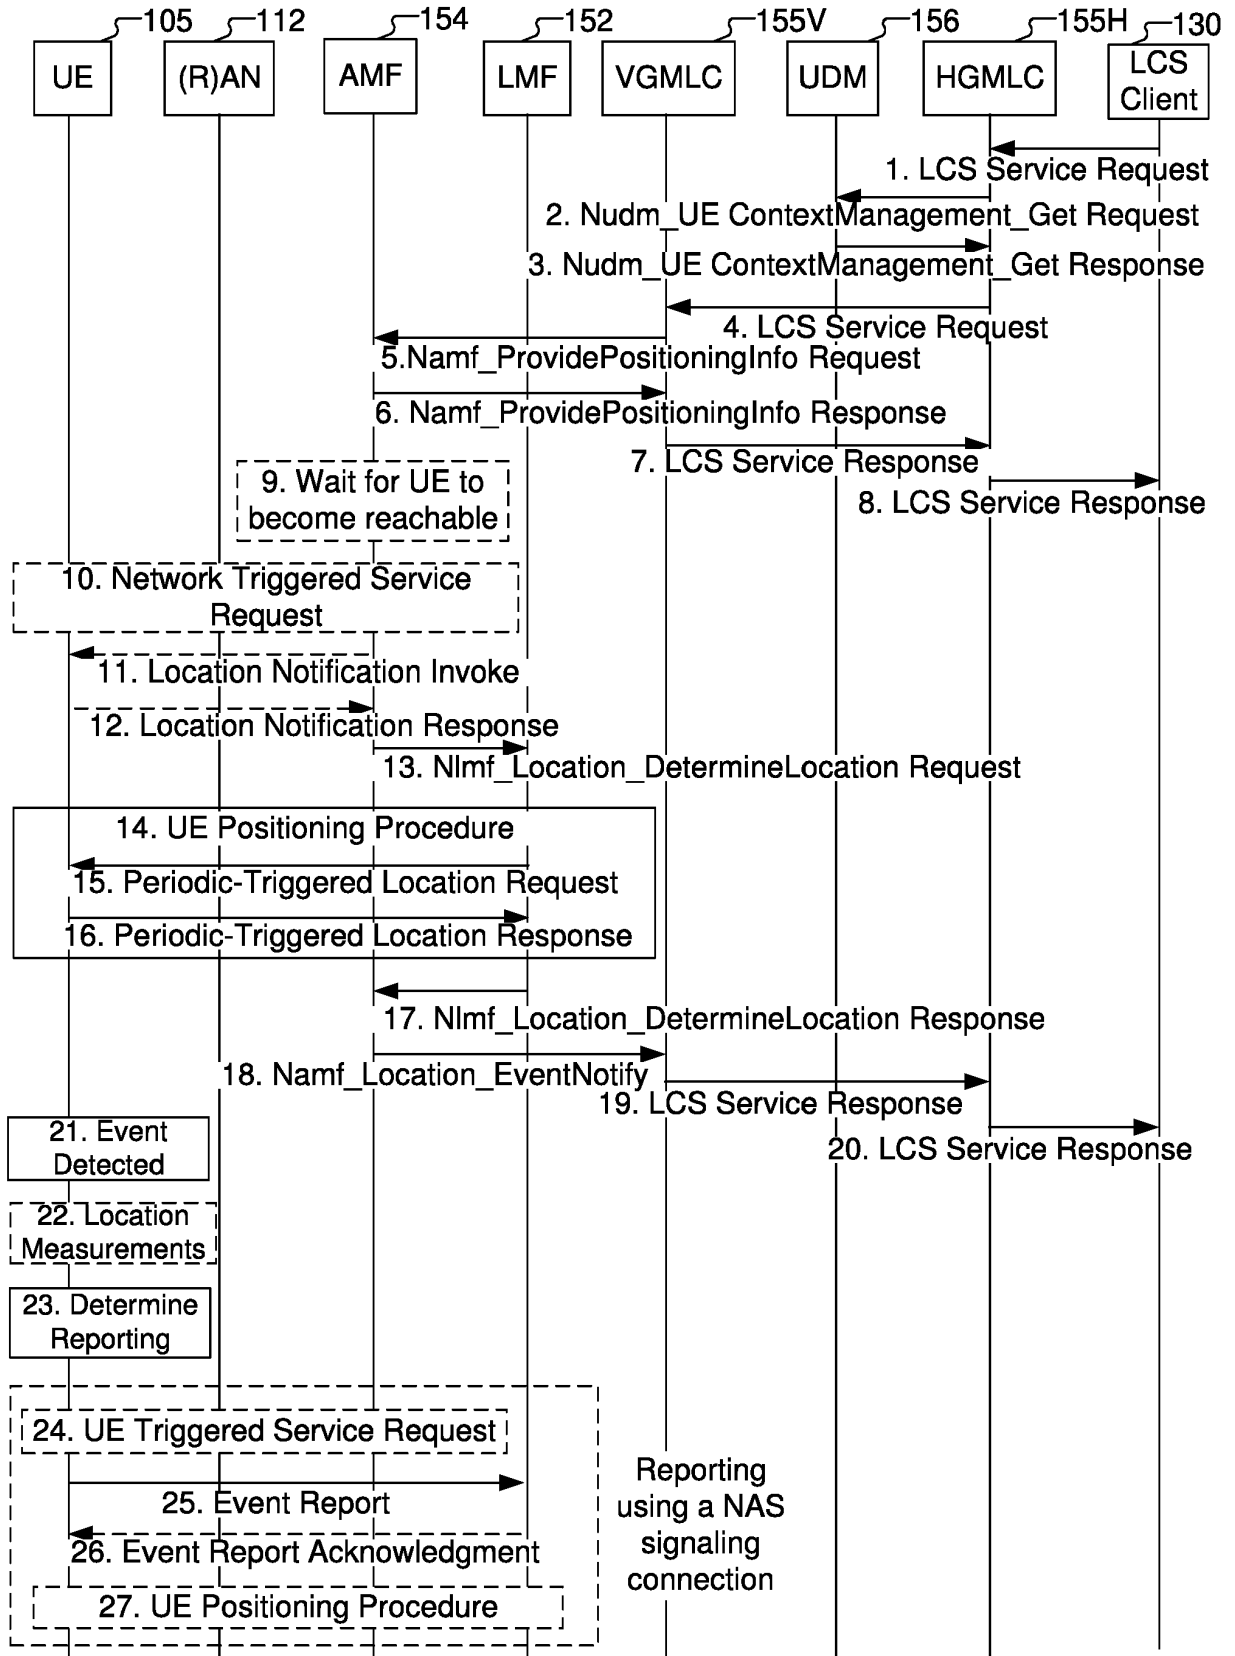 105
112
154
152
155V
156
155H
130
UE
(R)AN
AMF
LMF
VGMLC
UDM
HGMLC
LCS
Client
1. LCS Service Request
2. Nudm_UE ContextManagement_Get Request
3. Nudm_UE ContextManagement_Get Response
4. LCS Service Request
5.Namf_ProvidePositioningInfo Request
6. Namf_ProvidePositioningInfo Response
7. LCS Service Response
8. LCS Service Response
9. Wait for UE to
become reachable
10. Network Triggered Service
Request
11. Location Notification Invoke
12. Location Notification Response
13. Nlmf_Location_DetermineLocation Request
14. UE Positioning Procedure
15. Periodic-Triggered Location Request
16. Periodic-Triggered Location Response
17. Nlmf_Location_DetermineLocation Response
18. Namf_Location_EventNotify
19. LCS Service Response
20. LCS Service Response
21. Event
Detected
22. Location
Measurements
23. Determine
Reporting
24. UE Triggered Service Request
25. Event Report
26. Event Report Acknowledgment
27. UE Positioning Procedure
Reporting
using a NAS
signaling
connection